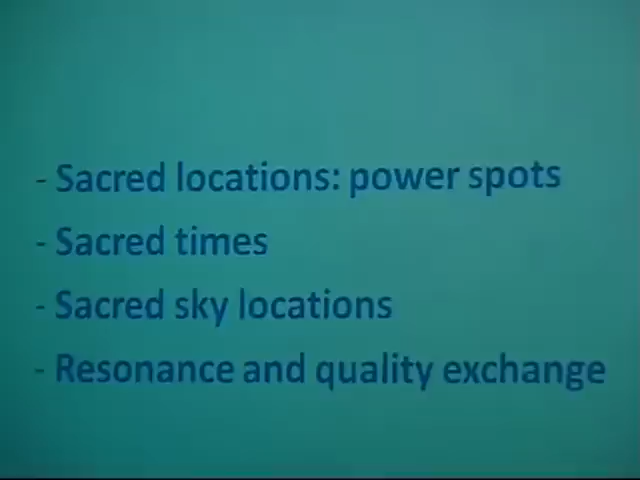 - Sacred locations: power spots
- Sacred times
- Sacred sky locations
- Resonance and quality exchange